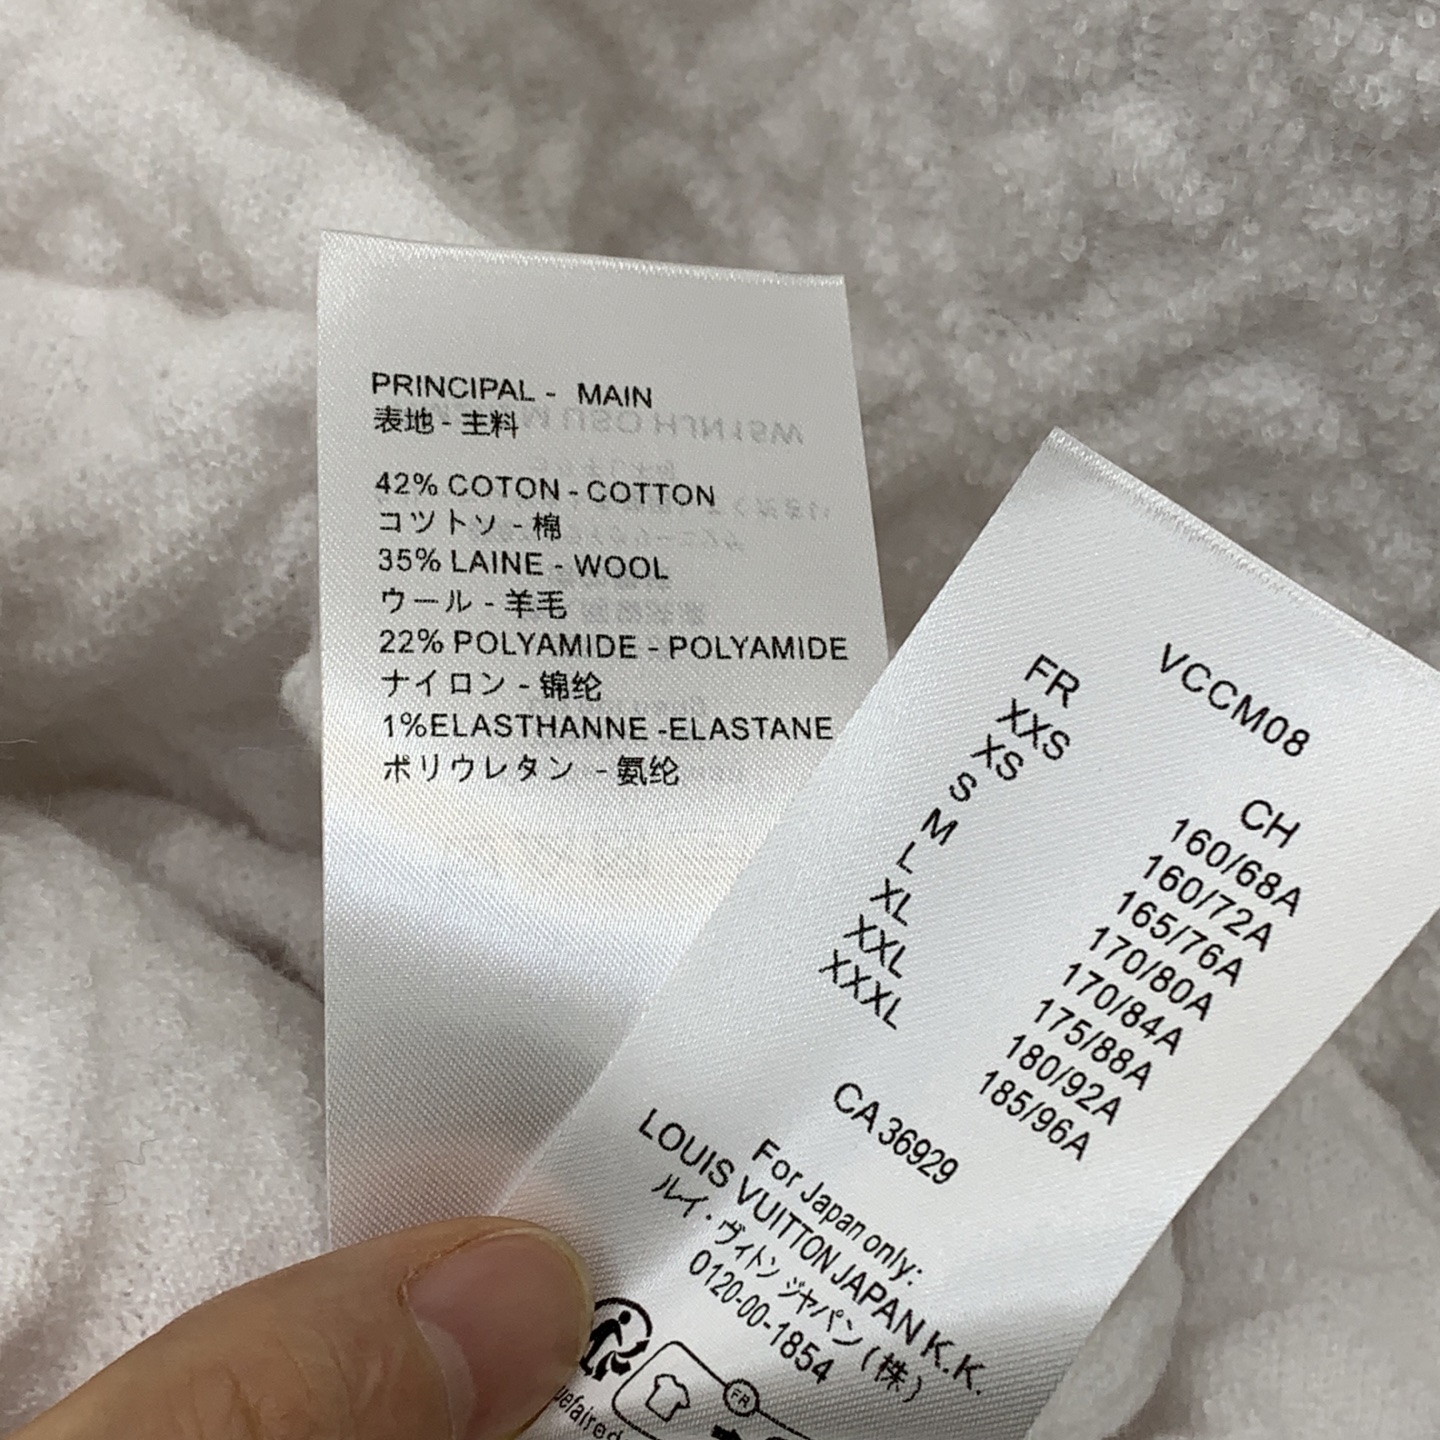 PRINCIPAL - MAIN
表地 - 主料
42% COTON - COTTON
コツトソ - 棉
35% LAINE - WOOL
ウール - 羊毛
22% POLYAMIDE - POLYAMIDE
ナイロン - 锦纶
1%ELASTHANNE -ELASTANE
ポリウレタン - 氨纶
VCCM08
FR CH
XXS 160/68A
XS 160/72A
S 165/76A
M 170/80A
L 170/84A
XL 175/88A
XXL 180/92A
XXXL 185/96A
CA 36929
For Japan only:
LOUIS VUITTON JAPAN K.K.
ルイ・ヴィトン ジャパン (株)
0120-00-1854
FR